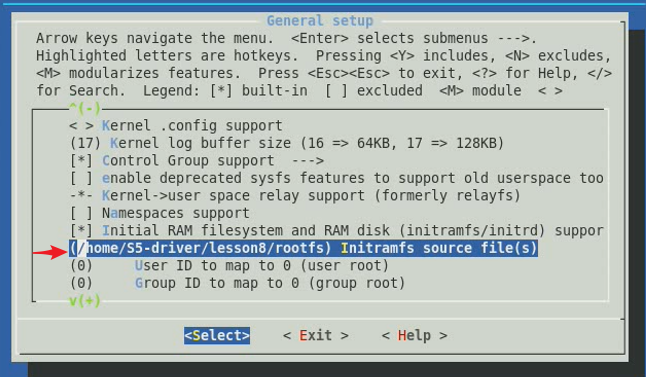 General setup
Arrow keys navigate the menu.  <Enter> selects submenus --->.
Highlighted letters are hotkeys.  Pressing <Y> includes, <N> excludes,
<M> modularizes features.  Press <Esc><Esc> to exit, <?> for Help, </>
for Search.  Legend: [*] built-in  [ ] excluded  <M> module  < >
^(-)
< > Kernel .config support
(17) Kernel log buffer size (16 => 64KB, 17 => 128KB)
[*] Control Group support  --->
[ ] enable deprecated sysfs features to support old userspace too
-*- Kernel->user space relay support (formerly relayfs)
[ ] Namespaces support
[*] Initial RAM filesystem and RAM disk (initramfs/initrd) suppor
(/home/S5-driver/lesson8/rootfs) Initramfs source file(s)
(0)     User ID to map to 0 (user root)
(0)     Group ID to map to 0 (group root)
v(+)
<Select>    < Exit >    < Help >